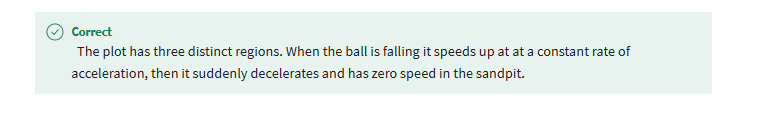 Correct
The plot has three distinct regions. When the ball is falling it speeds up at at a constant rate of
acceleration, then it suddenly decelerates and has zero speed in the sandpit.